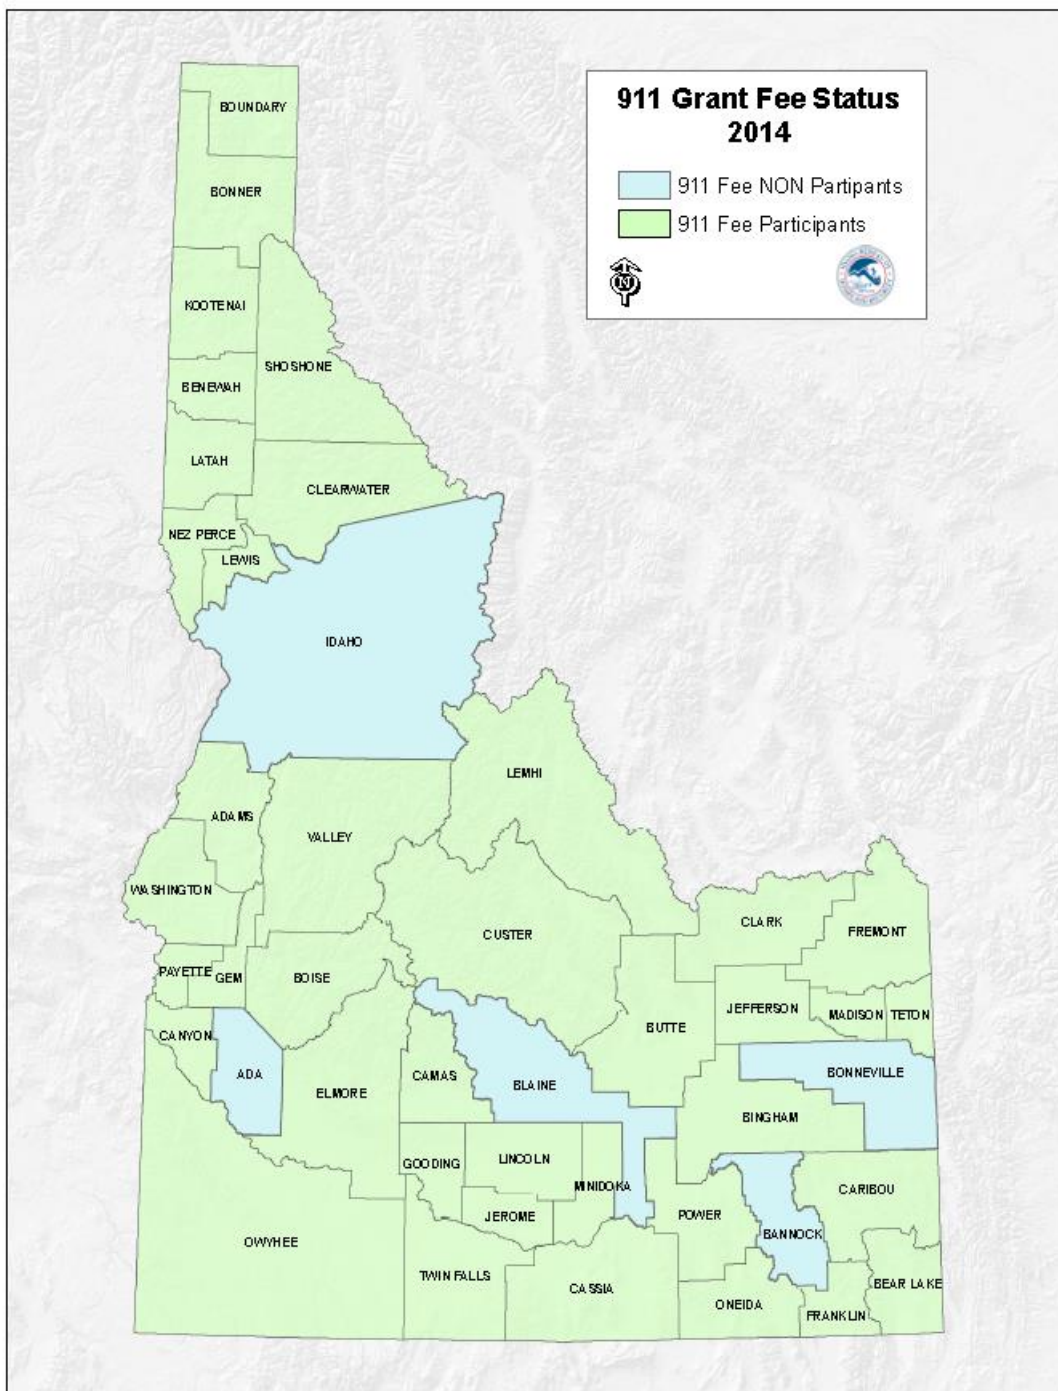 911 Grant Fee Status
2014
911 Fee NON Partipants
911 Fee Participants
N
BOUNDARY
BONNER
KOOTENAI
SHOSHONE
BENEWAH
LATAH
CLEARWATER
NEZ PERCE
LEWIS
IDAHO
LEMHI
ADAMS
VALLEY
WASHINGTON
CUSTER
CLARK
FREMONT
PAYETTE
GEM
BOISE
JEFFERSON
MADISON
TETON
CANYON
BUTTE
ADA
CAMAS
BLAINE
BONNEVILLE
ELMORE
BINGHAM
GOODING
LINCOLN
MINIDOKA
CARIBOU
JEROME
POWER
OWYHEE
BANNOCK
TWIN FALLS
CASSIA
BEAR LAKE
ONEIDA
FRANKLIN